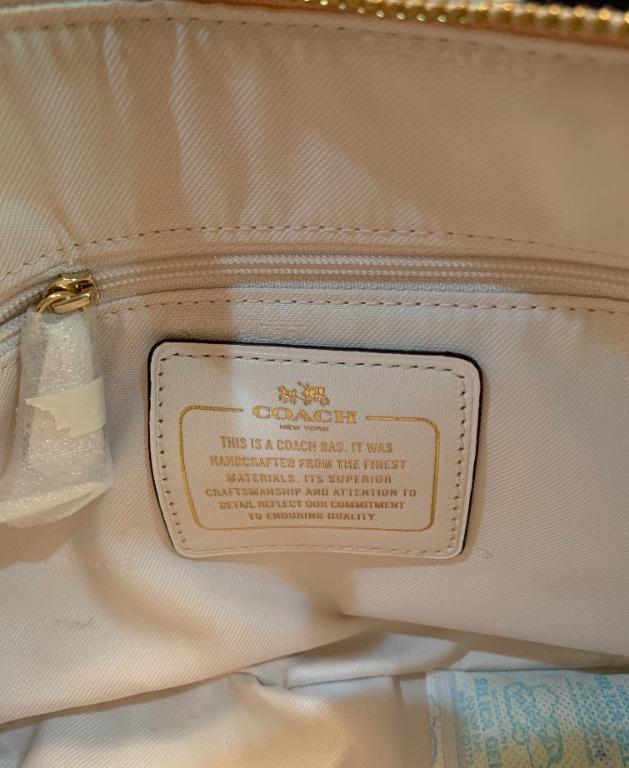 COACH
COACH
NEW YORK
THIS IS A COACH BAG. IT WAS
HANDCRAFTED FROM THE FINEST
MATERIALS. ITS SUPERIOR
CRAFTSMANSHIP AND ATTENTION TO
DETAIL REFLECT OUR COMMITMENT
TO ENDURING QUALITY.